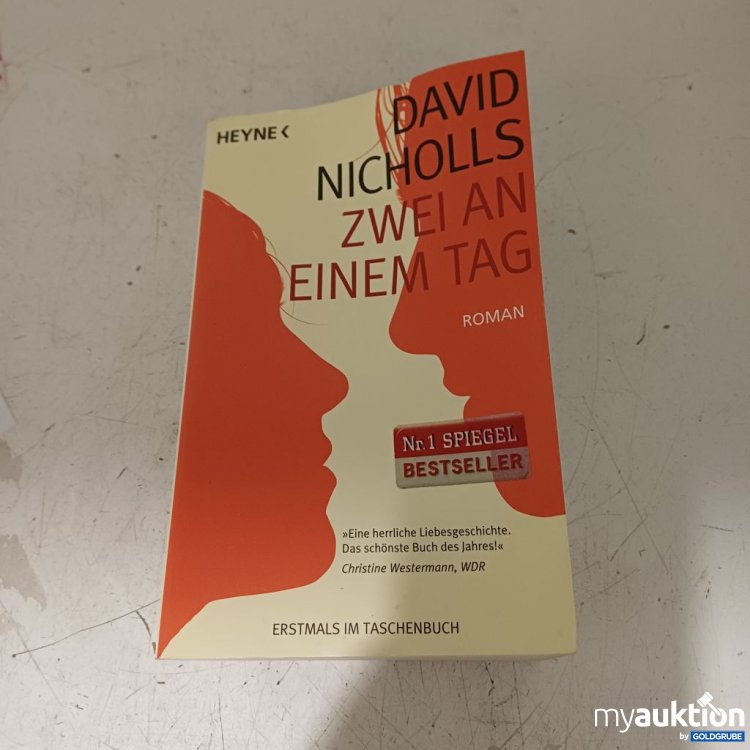 HEYNE<
DAVID
NICHOLLS
ZWEI AN
EINEM TAG
ROMAN
Nr. 1 SPIEGEL
BESTSELLER
»Eine herrliche Liebesgeschichte.
Das schönste Buch des Jahres!«
Christine Westermann, WDR
ERSTMALS IM TASCHENBUCH
myauktion
by GOLDGRUBE